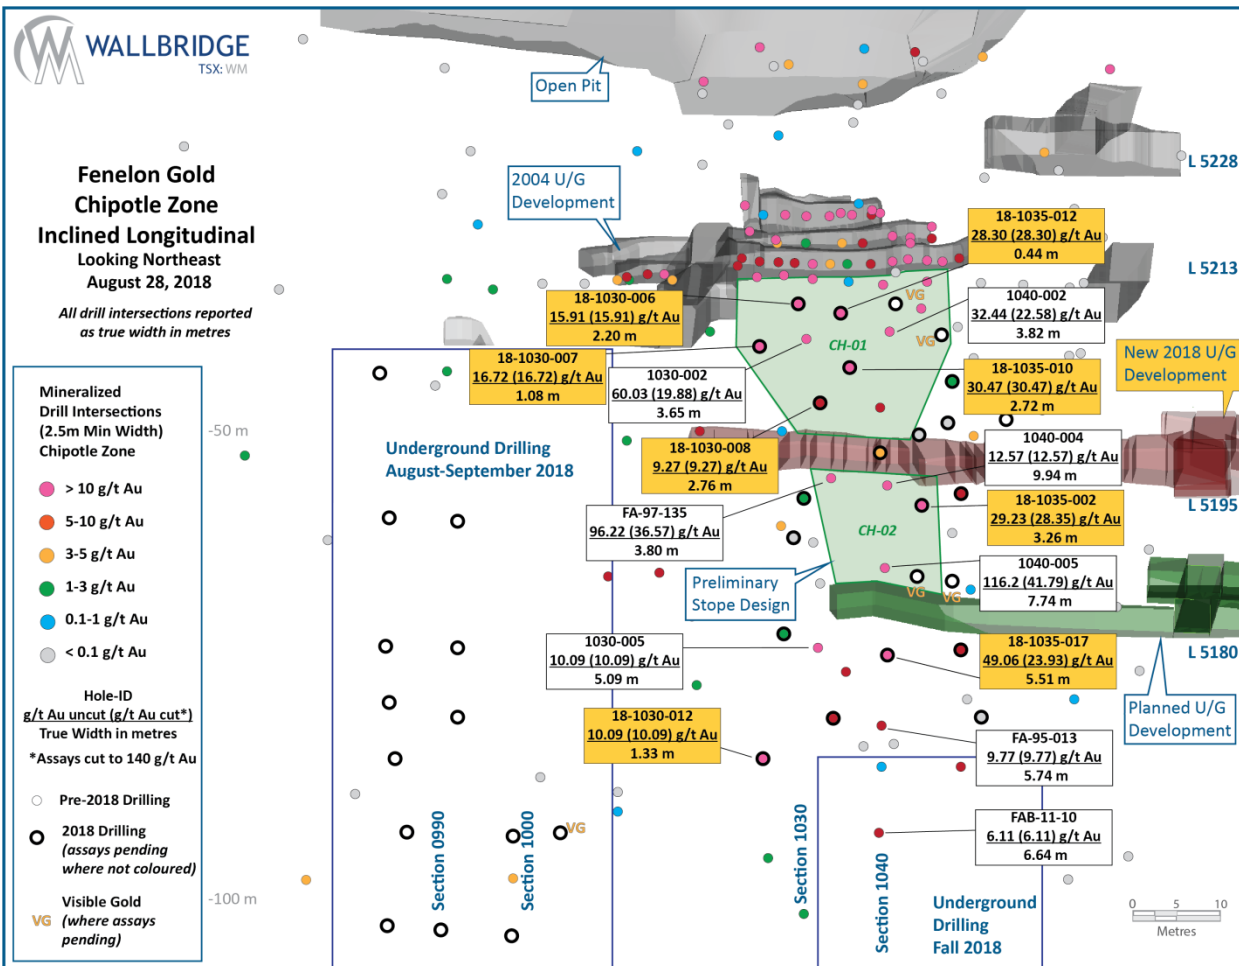 WALLBRIDGE
TSX: WM
Fenelon Gold
Chipotle Zone
Inclined Longitudinal
Looking Northeast
August 28, 2018
All drill intersections reported
as true width in metres
Mineralized
Drill Intersections
(2.5m Min Width)
Chipotle Zone
> 10 g/t Au
5-10 g/t Au
3-5 g/t Au
1-3 g/t Au
0.1-1 g/t Au
< 0.1 g/t Au
Hole-ID
g/t Au uncut (g/t Au cut*)
True Width in metres
*Assays cut to 140 g/t Au
Pre-2018 Drilling
2018 Drilling
(assays pending
where not coloured)
Visible Gold
VG (where assays
pending)
Open Pit
2004 U/G
Development
L 5228
L 5213
L 5195
L 5180
18-1035-012
28.30 (28.30) g/t Au
0.44 m
18-1030-006
15.91 (15.91) g/t Au
2.20 m
VG
VG
1040-002
32.44 (22.58) g/t Au
3.82 m
CH-01
18-1030-007
16.72 (16.72) g/t Au
1.08 m
1030-002
60.03 (19.88) g/t Au
3.65 m
18-1035-010
30.47 (30.47) g/t Au
2.72 m
New 2018 U/G
Development
-50 m
Underground Drilling
August-September 2018
18-1030-008
9.27 (9.27) g/t Au
2.76 m
1040-004
12.57 (12.57) g/t Au
9.94 m
FA-97-135
96.22 (36.57) g/t Au
3.80 m
18-1035-002
29.23 (28.35) g/t Au
3.26 m
CH-02
Preliminary
Stope Design
1040-005
116.2 (41.79) g/t Au
7.74 m
VG
VG
1030-005
10.09 (10.09) g/t Au
5.09 m
18-1035-017
49.06 (23.93) g/t Au
5.51 m
Planned U/G
Development
18-1030-012
10.09 (10.09) g/t Au
1.33 m
FA-95-013
9.77 (9.77) g/t Au
5.74 m
FAB-11-10
6.11 (6.11) g/t Au
6.64 m
VG
-100 m
Section 0990
Section 1000
Section 1030
Section 1040
Underground
Drilling
Fall 2018
0 5 10
Metres